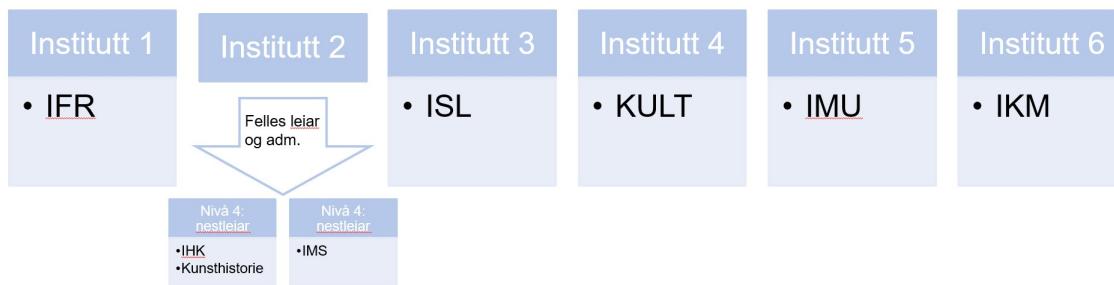 Institutt 1
• IFR
Institutt 2
Felles leiar
og adm.
Nivå 4:
nestleiar
•IHK
•Kunsthistorie
Nivå 4:
nestleiar
•IMS
Institutt 3
• ISL
Institutt 4
• KULT
Institutt 5
• IMU
Institutt 6
• IKM